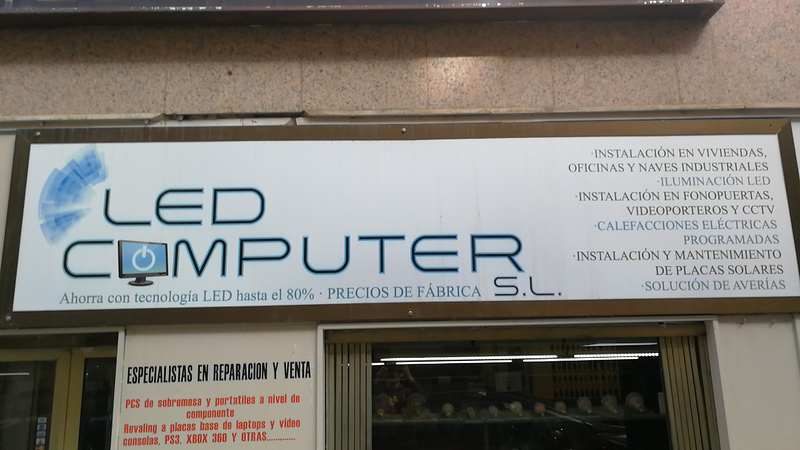 LED
COMPUTER
S.L.
Ahorra con tecnología LED hasta el 80% · PRECIOS DE FÁBRICA
·INSTALACIÓN EN VIVIENDAS,
OFICINAS Y NAVES INDUSTRIALES
·ILUMINACIÓN LED
·INSTALACIÓN EN FONOPUERTAS,
VIDEOPORTEROS Y CCTV
·CALEFACCIONES ELÉCTRICAS
PROGRAMADAS
·INSTALACIÓN Y MANTENIMIENTO
DE PLACAS SOLARES
·SOLUCIÓN DE AVERÍAS
ESPECIALISTAS EN REPARACION Y VENTA
PCS de sobremesa y portatiles a nivel de
componente
Revaling a placas base de laptops y video
consolas. PS3. XBOX 360 Y OTRAS............